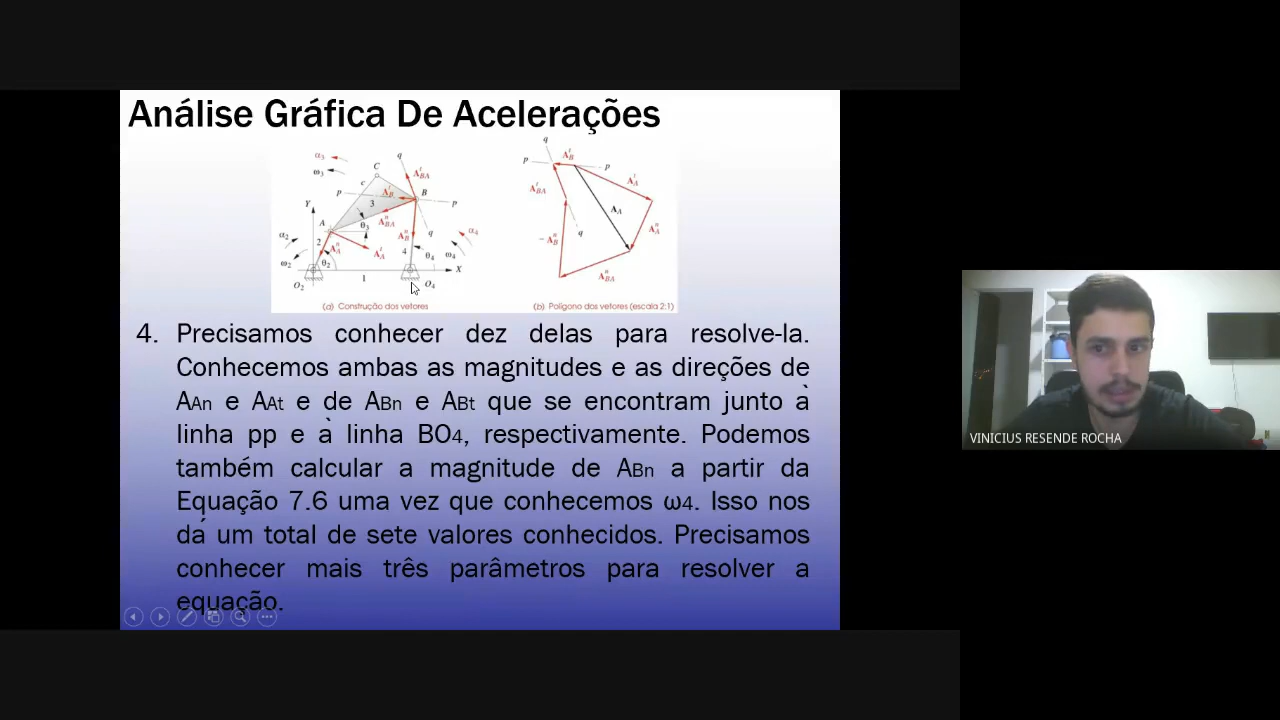 Análise Gráfica De Acelerações
(a) Construção dos vetores
(b) Polígono dos vetores (escala 2:1)
4. Precisamos conhecer dez delas para resolve-la.
Conhecemos ambas as magnitudes e as direções de
AAn e AAt e de ABn e ABt que se encontram junto à
linha pp e à linha BO4, respectivamente. Podemos
também calcular a magnitude de ABn a partir da
Equação 7.6 uma vez que conhecemos ω4. Isso nos
dá um total de sete valores conhecidos. Precisamos
conhecer mais três parâmetros para resolver a
equação.
VINICIUS RESENDE ROCHA